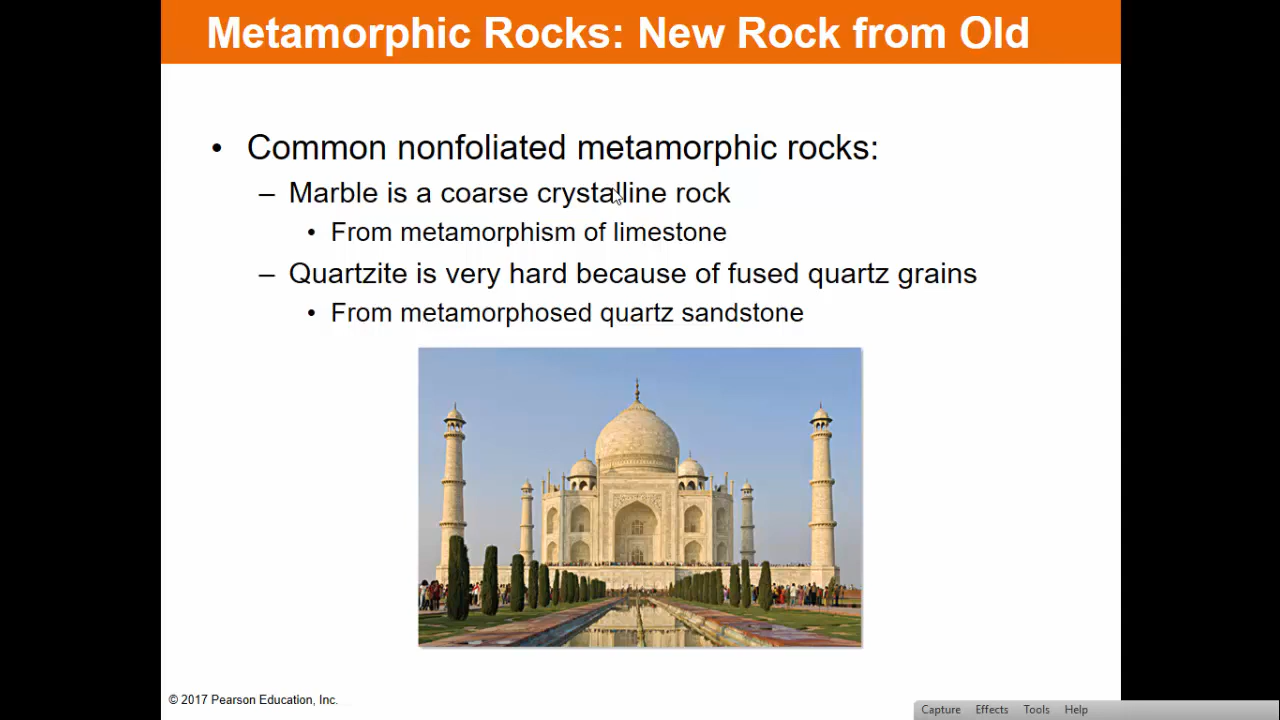 Metamorphic Rocks: New Rock from Old
• Common nonfoliated metamorphic rocks:
– Marble is a coarse crystalline rock
• From metamorphism of limestone
– Quartzite is very hard because of fused quartz grains
• From metamorphosed quartz sandstone
© 2017 Pearson Education, Inc.
Capture Effects Tools Help